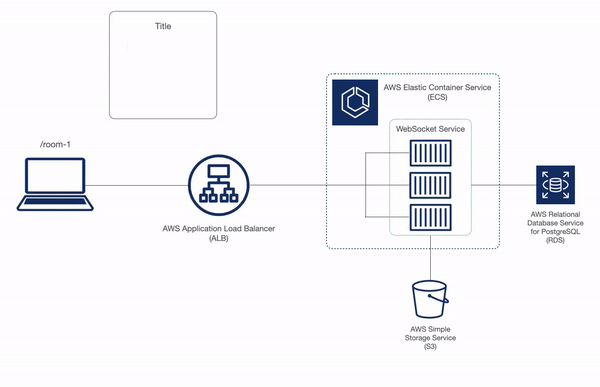 Title
AWS Elastic Container Service
(ECS)
WebSocket Service
/room-1
AWS Application Load Balancer
(ALB)
AWS Relational
Database Service
for PostgreSQL
(RDS)
AWS Simple
Storage Service
(S3)